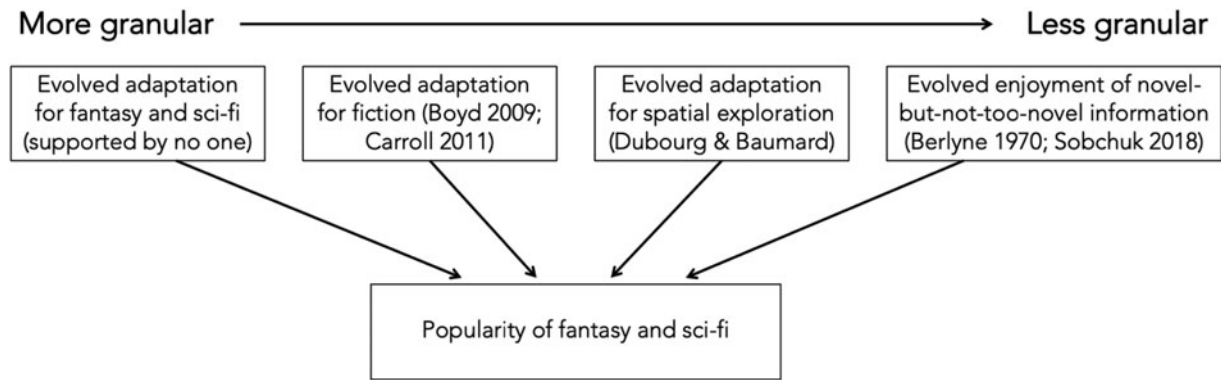 More granular
Less granular
Evolved adaptation
for fantasy and sci-fi
(supported by no one)
Evolved adaptation
for fiction (Boyd 2009;
Carroll 2011)
Evolved adaptation
for spatial exploration
(Dubourg & Baumard)
Evolved enjoyment of novel-
but-not-too-novel information
(Berlyne 1970; Sobchuk 2018)
Popularity of fantasy and sci-fi